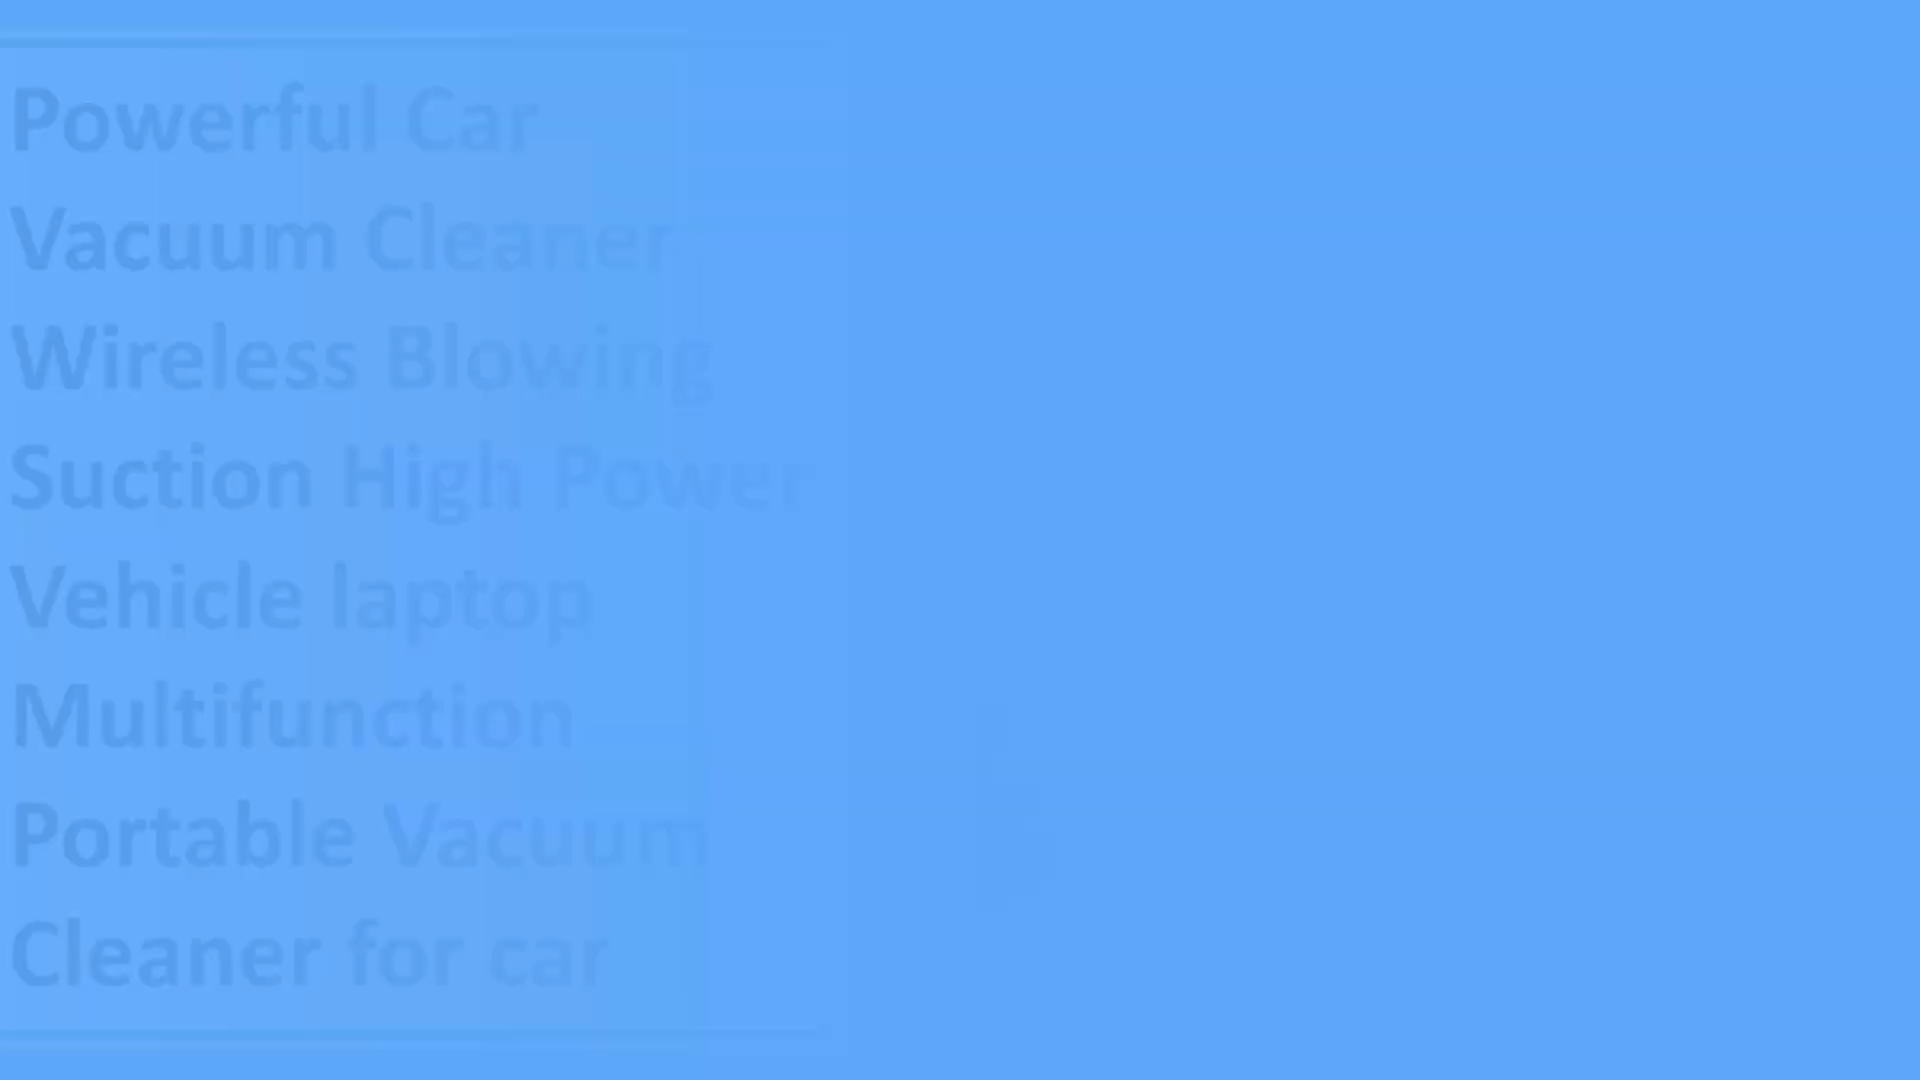 Powerful Car
Vacuum Cleaner
Wireless Blowing
Suction High Power
Vehicle laptop
Multifunction
Portable Vacuum
Cleaner for car